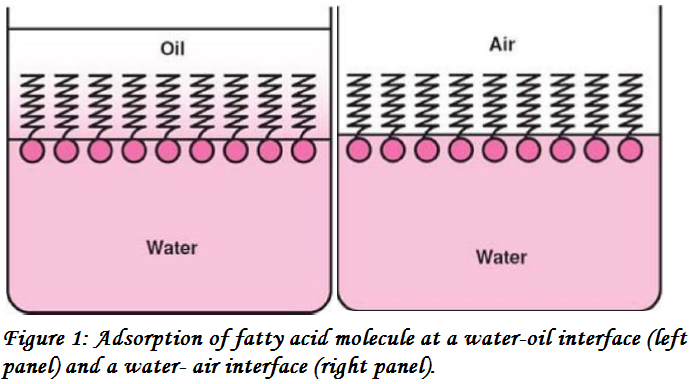 Oil
Air
Water
Water
Figure 1: Adsorption of fatty acid molecule at a water-oil interface (left
panel) and a water- air interface (right panel).